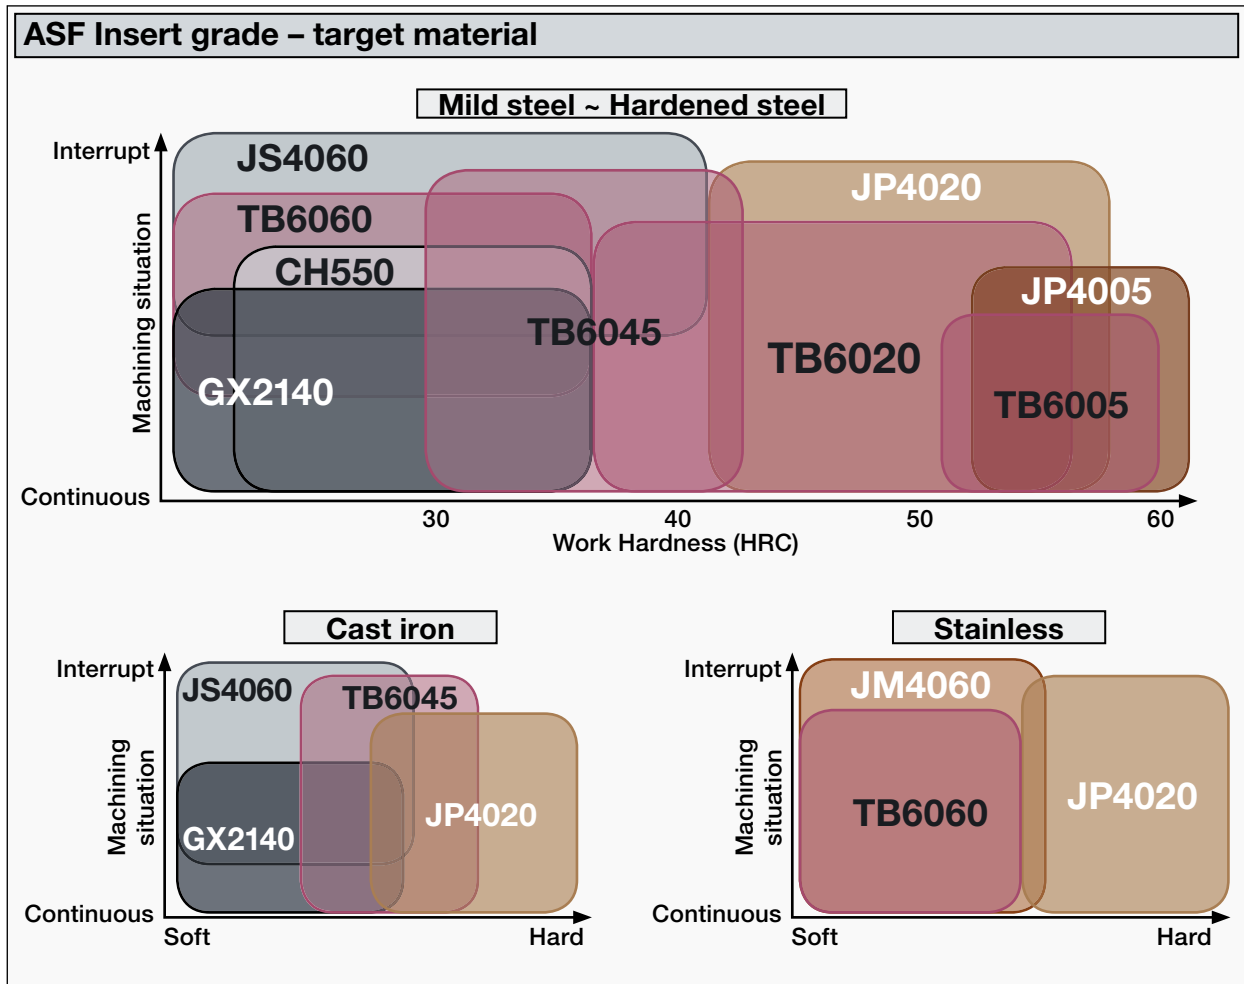 ASF Insert grade – target material
Mild steel ~ Hardened steel
Interrupt
JS4060
JP4020
TB6060
CH550
JP4005
TB6045
TB6020
GX2140
TB6005
Machining situation
Continuous
30
40
50
60
Work Hardness (HRC)
Cast iron
Interrupt
JS4060
TB6045
GX2140
JP4020
Machining
situation
Continuous
Soft
Hard
Stainless
Interrupt
JM4060
JP4020
TB6060
Machining
situation
Continuous
Soft
Hard